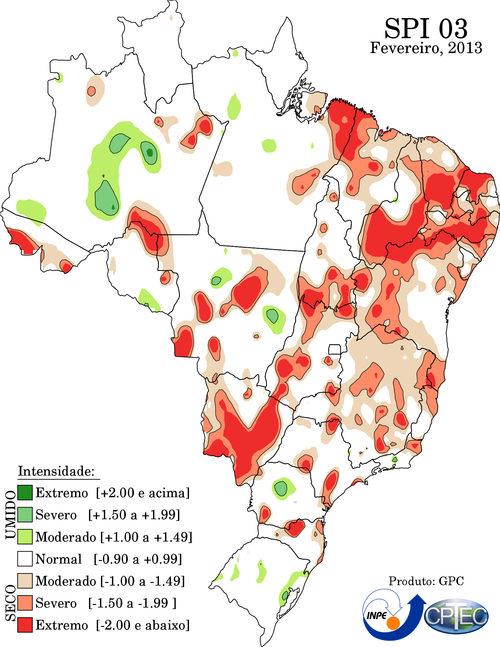 SPI 03
Fevereiro, 2013
Intensidade:
UMIDO
Extremo [+2.00 e acima]
Severo [+1.50 a +1.99]
Moderado [+1.00 a +1.49]
Normal [-0.90 a +0.99]
SECO
Moderado [-1.00 a -1.49]
Severo [-1.50 a -1.99 ]
Extremo [-2.00 e abaixo]
Produto: GPC
INPE
CPTEC